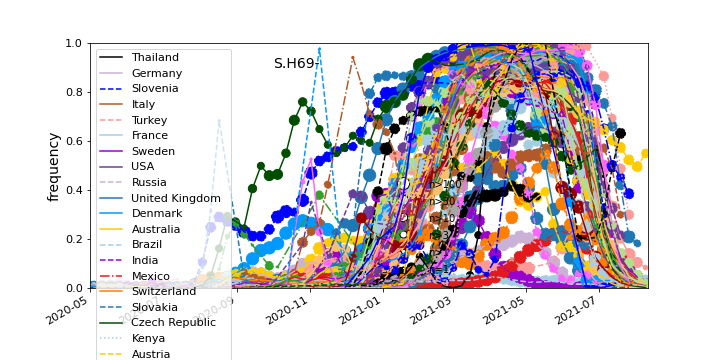 1.0
0.8
0.6
0.4
0.2
0.0
frequency
S.H69-
Thailand
Germany
Slovenia
Italy
Turkey
France
Sweden
USA
Russia
United Kingdom
Denmark
Australia
Brazil
India
Mexico
Switzerland
Slovakia
Czech Republic
Kenya
Austria
n>100
2020-05
2020-09
2020-11
2021-01
2021-03
2021-05
2021-07